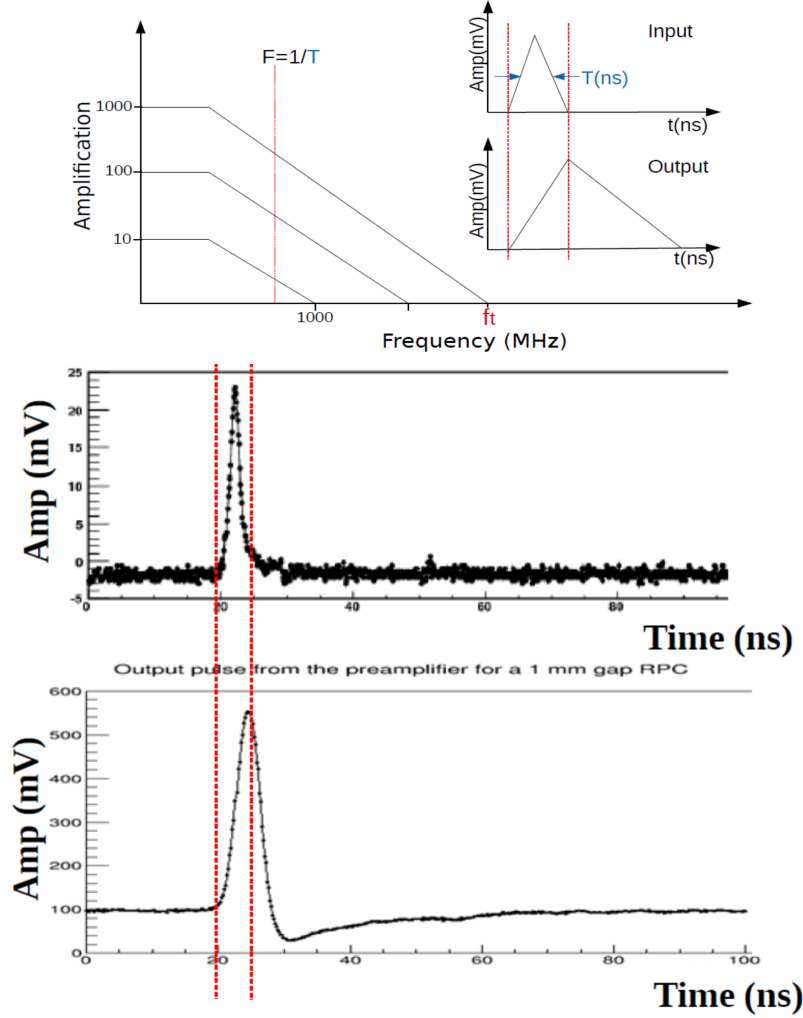 F=1/T
Amplification
1000
100
10
1000
ft
Frequency (MHz)
Amp(mV)
Input
T(ns)
t(ns)
Amp(mV)
Output
t(ns)
Amp (mV)
25
20
15
10
5
0
-5
0 20 40 60 80
Time (ns)
Output pulse from the preamplifier for a 1 mm gap RPC
Amp (mV)
600
500
400
300
200
100
0
0 20 40 60 80 100
Time (ns)